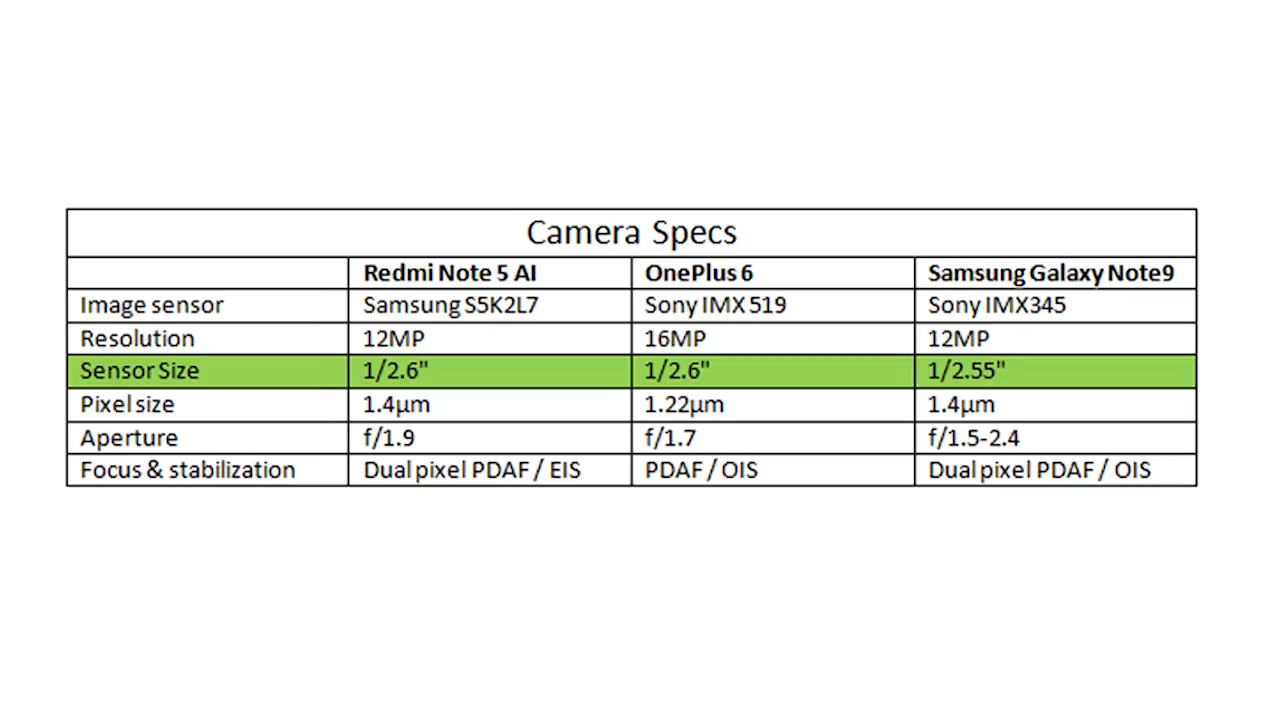 Camera Specs
Redmi Note 5 AI OnePlus 6 Samsung Galaxy Note9
Image sensor Samsung S5K2L7 Sony IMX 519 Sony IMX345
Resolution 12MP 16MP 12MP
Sensor Size 1/2.6" 1/2.6" 1/2.55"
Pixel size 1.4µm 1.22µm 1.4µm
Aperture f/1.9 f/1.7 f/1.5-2.4
Focus & stabilization Dual pixel PDAF / EIS PDAF / OIS Dual pixel PDAF / OIS